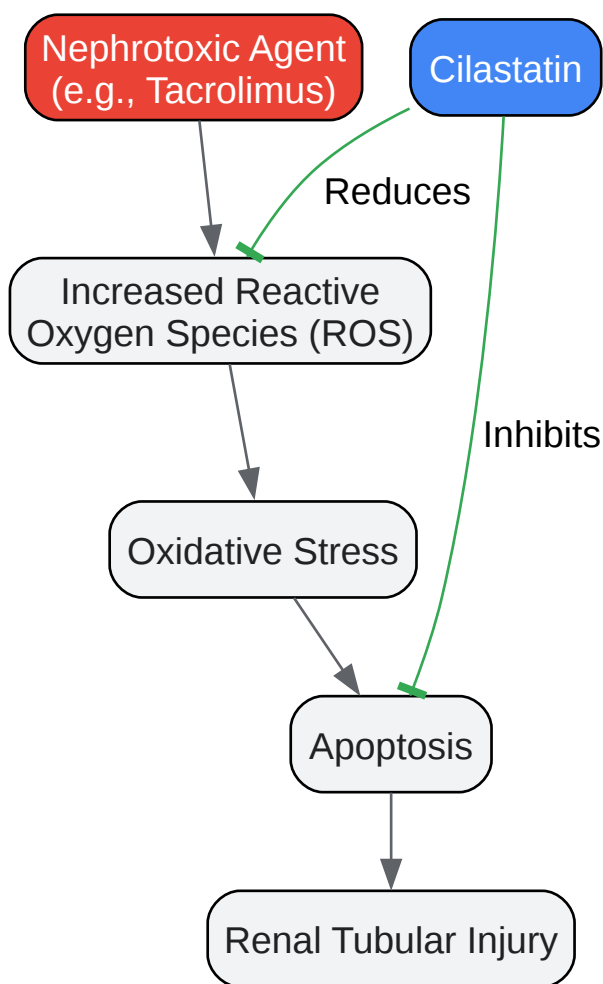 Nephrotoxic Agent
(e.g., Tacrolimus)
Cilastatin
Reduces
Increased Reactive
Oxygen Species (ROS)
Inhibits
Oxidative Stress
Apoptosis
Renal Tubular Injury